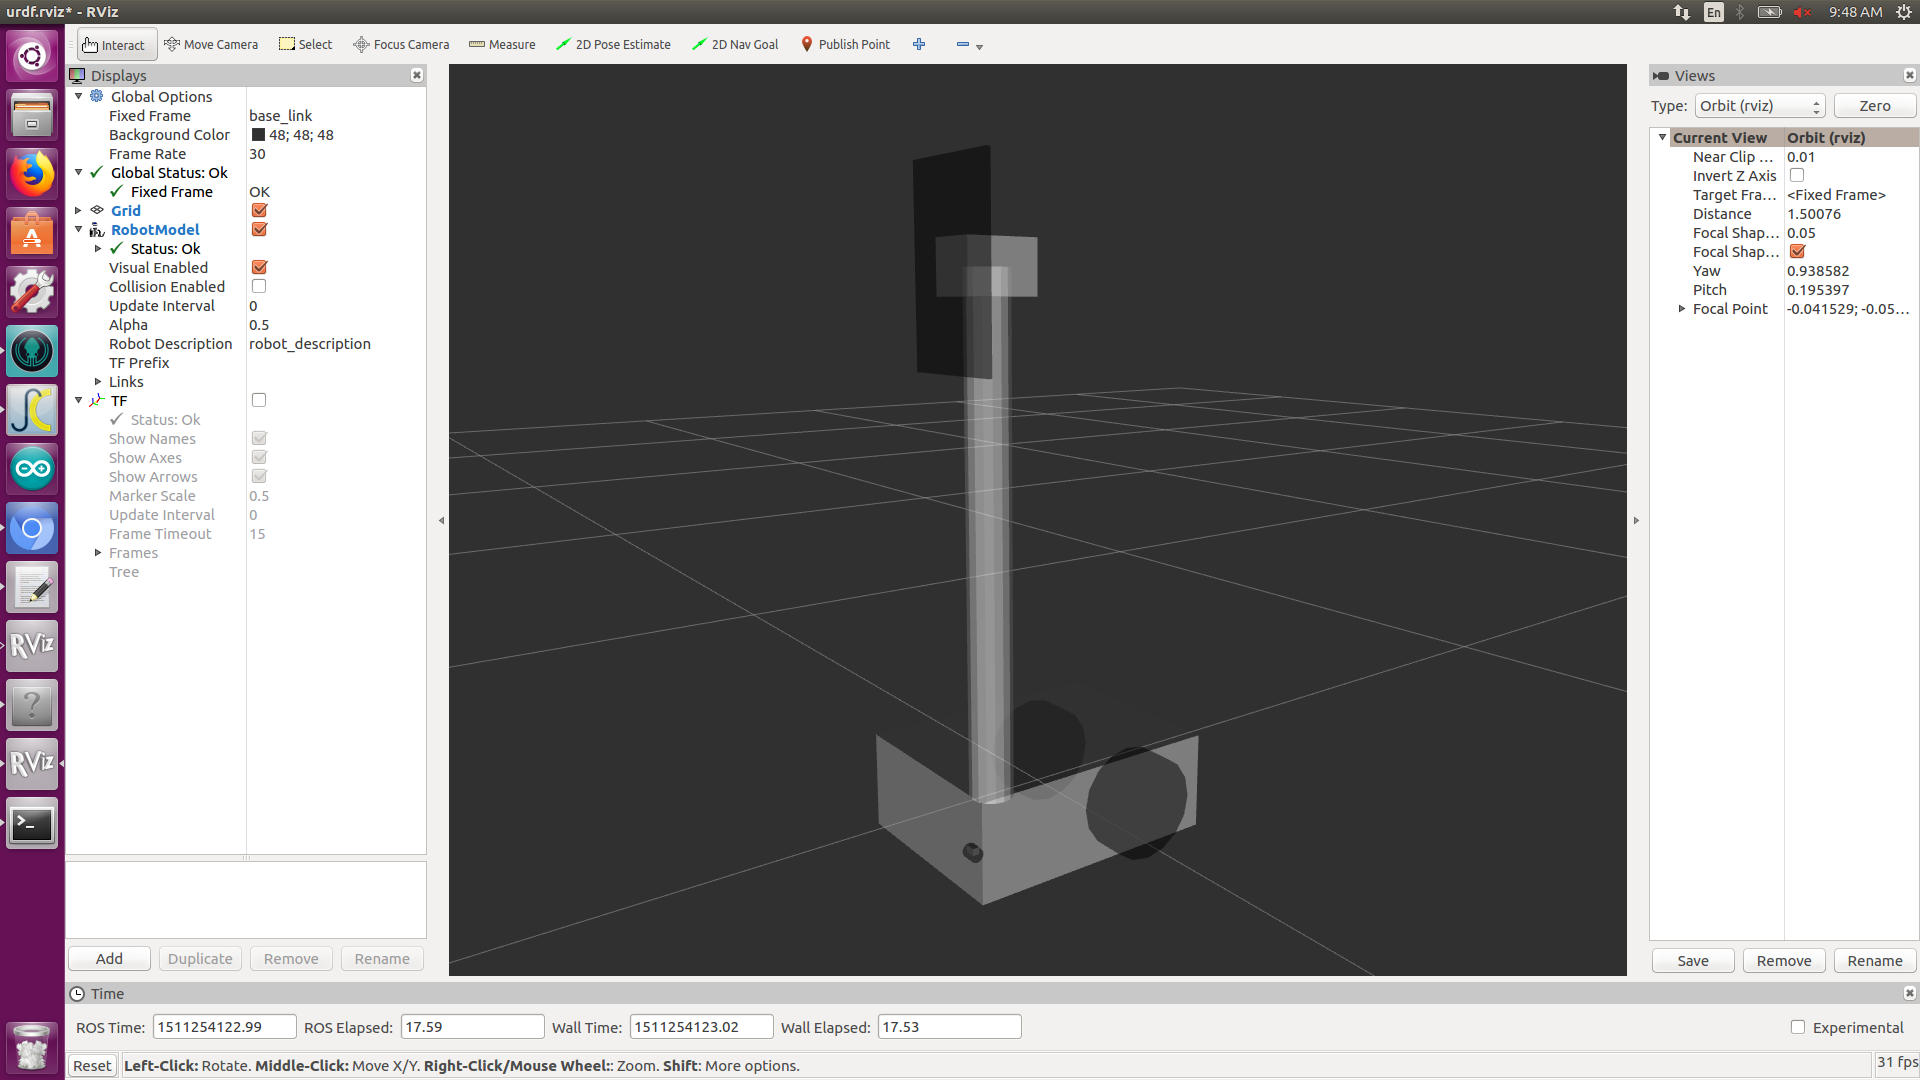 urdf.rviz* - RViz
En
9:48 AM
Interact Move Camera Select Focus Camera Measure 2D Pose Estimate 2D Nav Goal Publish Point
Displays
Global Options
Fixed Frame base_link
Background Color 48; 48; 48
Frame Rate 30
Global Status: Ok
Fixed Frame OK
Grid
RobotModel
Status: Ok
Visual Enabled
Collision Enabled
Update Interval 0
Alpha 0.5
Robot Description robot_description
TF Prefix
Links
TF
Status: Ok
Show Names
Show Axes
Show Arrows
Marker Scale 0.5
Update Interval 0
Frame Timeout 15
Frames
Tree
Add Duplicate Remove Rename
RViz
?
RViz
>_
Views
Type: Orbit (rviz) Zero
Current View Orbit (rviz)
Near Clip ... 0.01
Invert Z Axis
Target Fra... <Fixed Frame>
Distance 1.50076
Focal Shap... 0.05
Focal Shap...
Yaw 0.938582
Pitch 0.195397
Focal Point -0.041529; -0.05...
Save Remove Rename
Time
ROS Time: 1511254122.99 ROS Elapsed: 17.59 Wall Time: 1511254123.02 Wall Elapsed: 17.53 Experimental
Reset Left-Click: Rotate. Middle-Click: Move X/Y. Right-Click/Mouse Wheel:: Zoom. Shift: More options. 31 fps